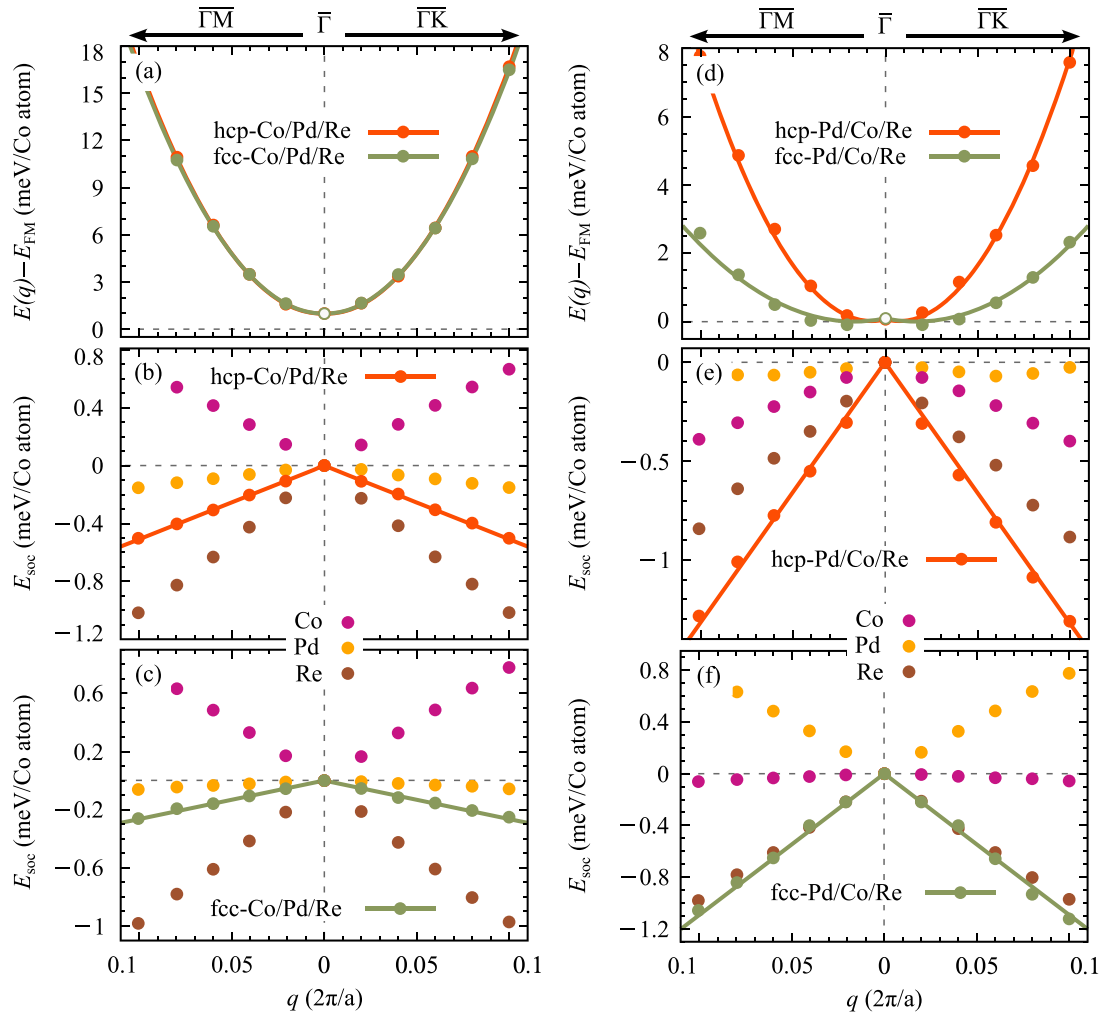 Γ̅M̅ Γ̅ Γ̅K̅
(a)
hcp-Co/Pd/Re
fcc-Co/Pd/Re
E(q)−E_FM (meV/Co atom)
18
15
12
9
6
3
0
(b)
hcp-Co/Pd/Re
E_soc (meV/Co atom)
0.8
0.4
0
−0.4
−0.8
−1.2
Co
Pd
Re
(c)
fcc-Co/Pd/Re
E_soc (meV/Co atom)
0.6
0.2
−0.2
−0.6
−1
0.1 0.05 0 0.05 0.1
q (2π/a)
Γ̅M̅ Γ̅ Γ̅K̅
(d)
hcp-Pd/Co/Re
fcc-Pd/Co/Re
E(q)−E_FM (meV/Co atom)
8
6
4
2
0
(e)
hcp-Pd/Co/Re
E_soc (meV/Co atom)
0
−0.5
−1
Co
Pd
Re
(f)
fcc-Pd/Co/Re
E_soc (meV/Co atom)
0.8
0.4
0
−0.4
−0.8
−1.2
0.1 0.05 0 0.05 0.1
q (2π/a)